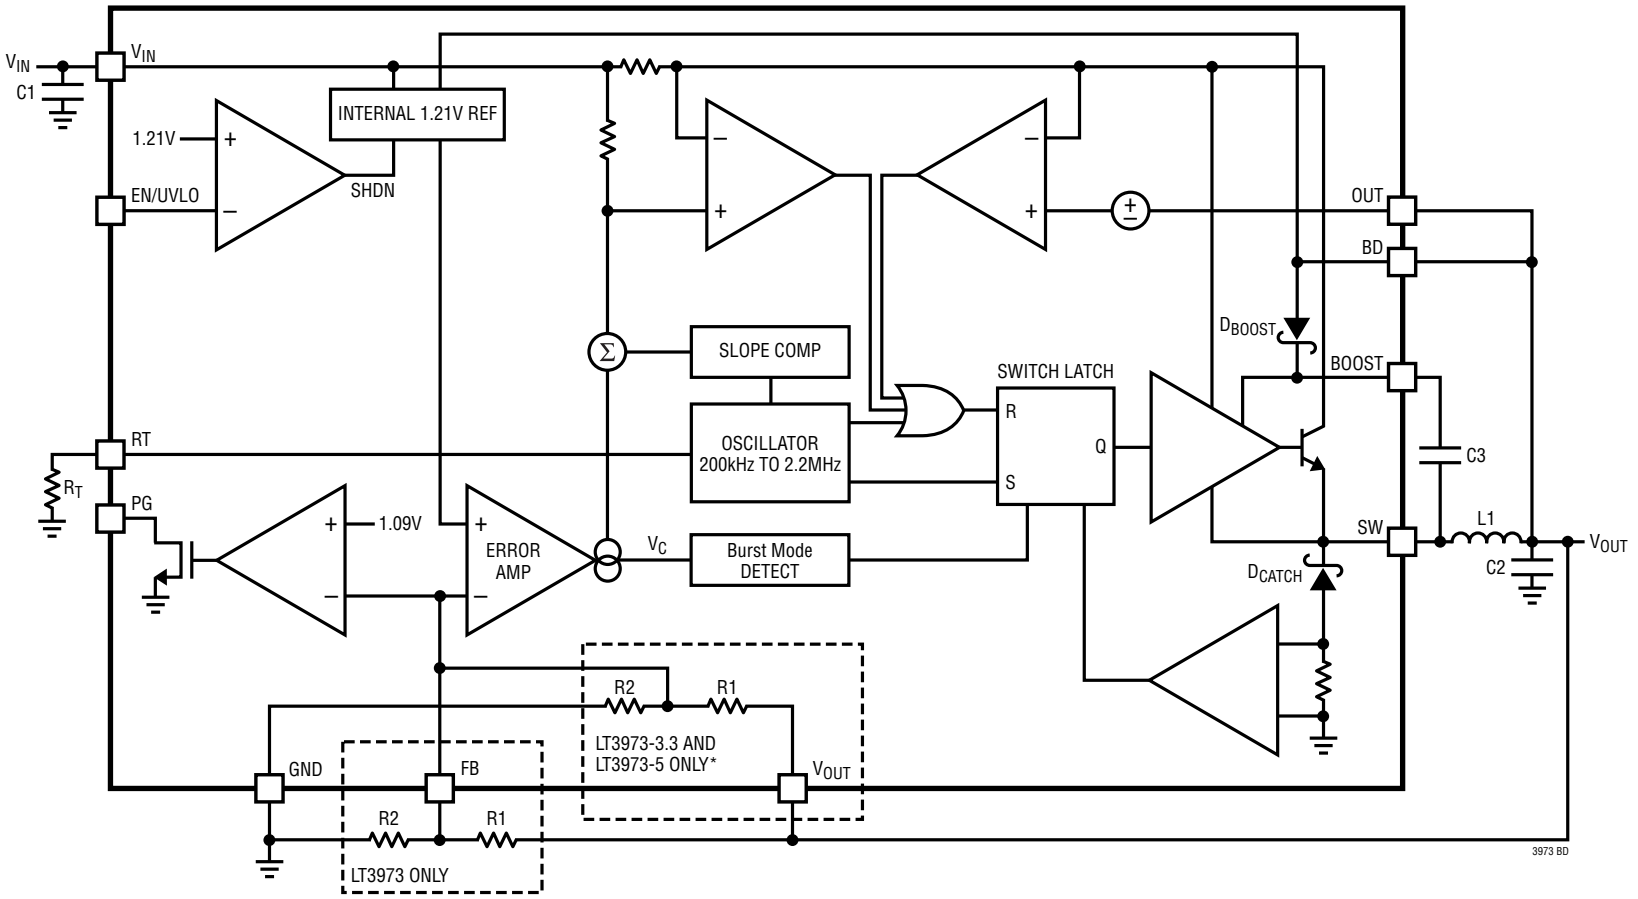 VIN
C1
VIN
1.21V
+
EN/UVLO
–
SHDN
INTERNAL 1.21V REF
–
+
–
+
+
–
OUT
BD
DBOOST
BOOST
Σ
SLOPE COMP
OSCILLATOR
200kHz TO 2.2MHz
SWITCH LATCH
R
Q
S
C3
RT
RT
PG
+
1.09V
–
+
ERROR
AMP
–
VC
Burst Mode
DETECT
SW
L1
VOUT
C2
DCATCH
R2
R1
LT3973-3.3 AND
LT3973-5 ONLY*
GND
FB
VOUT
R2
R1
LT3973 ONLY
3973 BD